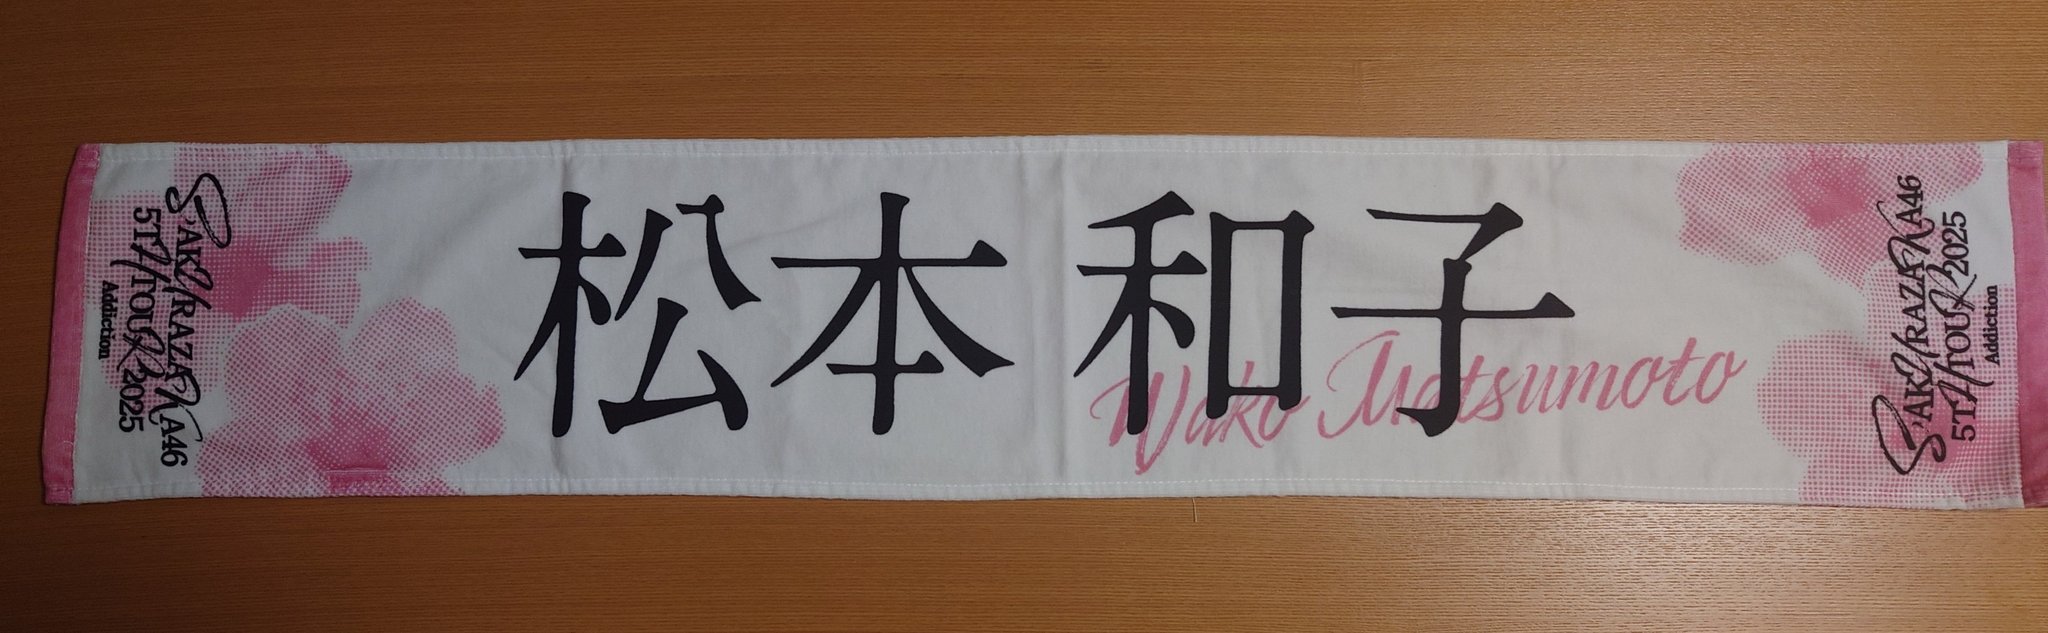 SAKURAZAKA46
5TH TOUR 2025
Addiction
松本和子
Wako Matsumoto
SAKURAZAKA46
5TH TOUR 2025
Addiction